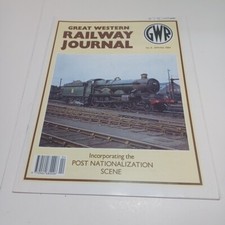 GREAT WESTERN
RAILWAY
JOURNAL
GWR
Incorporating the
POST NATIONALIZATION
SCENE